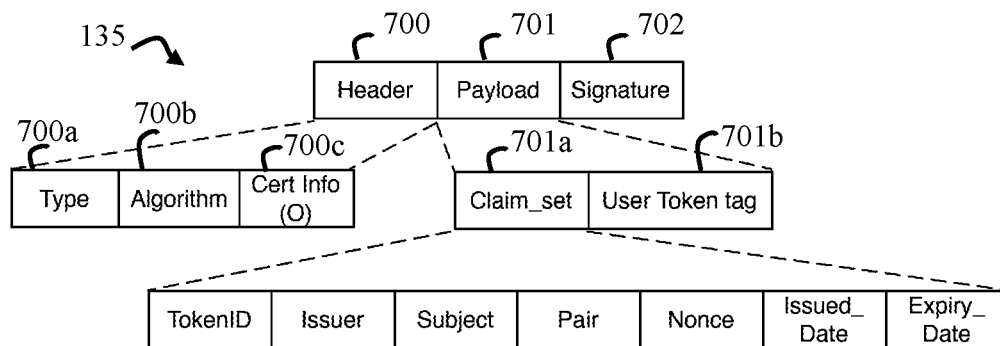 135
700 701 702
Header Payload Signature
700a 700b 700c 701a 701b
Type Algorithm Cert Info
(O)
Claim_set User Token tag
TokenID Issuer Subject Pair Nonce Issued_
Date Expiry_
Date